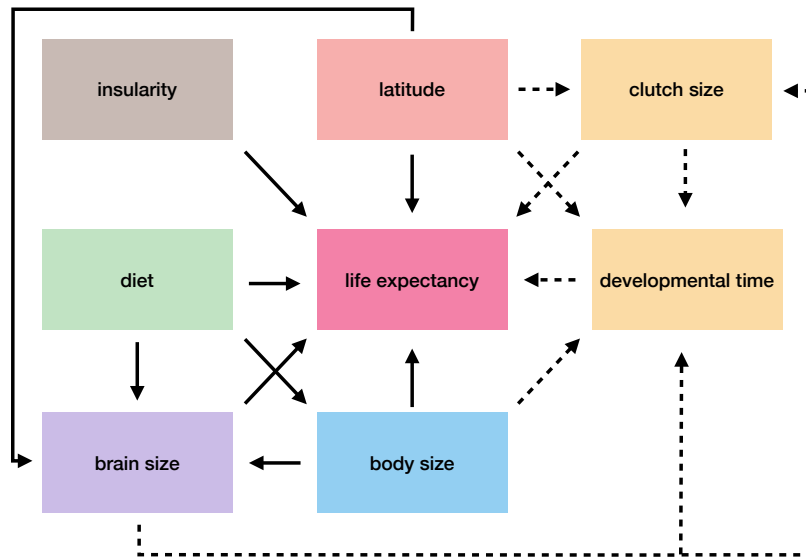 insularity
latitude
clutch size
diet
life expectancy
developmental time
brain size
body size